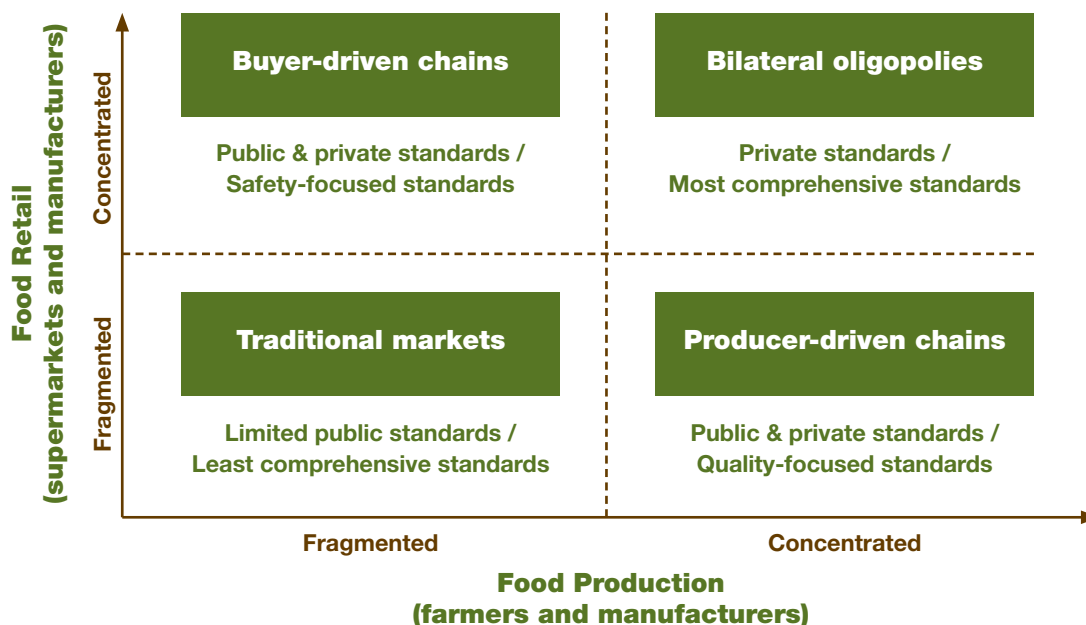 Food Retail
(supermarkets and manufacturers)
Concentrated
Fragmented
Buyer-driven chains
Public & private standards /
Safety-focused standards
Bilateral oligopolies
Private standards /
Most comprehensive standards
Traditional markets
Limited public standards /
Least comprehensive standards
Producer-driven chains
Public & private standards /
Quality-focused standards
Fragmented
Concentrated
Food Production
(farmers and manufacturers)